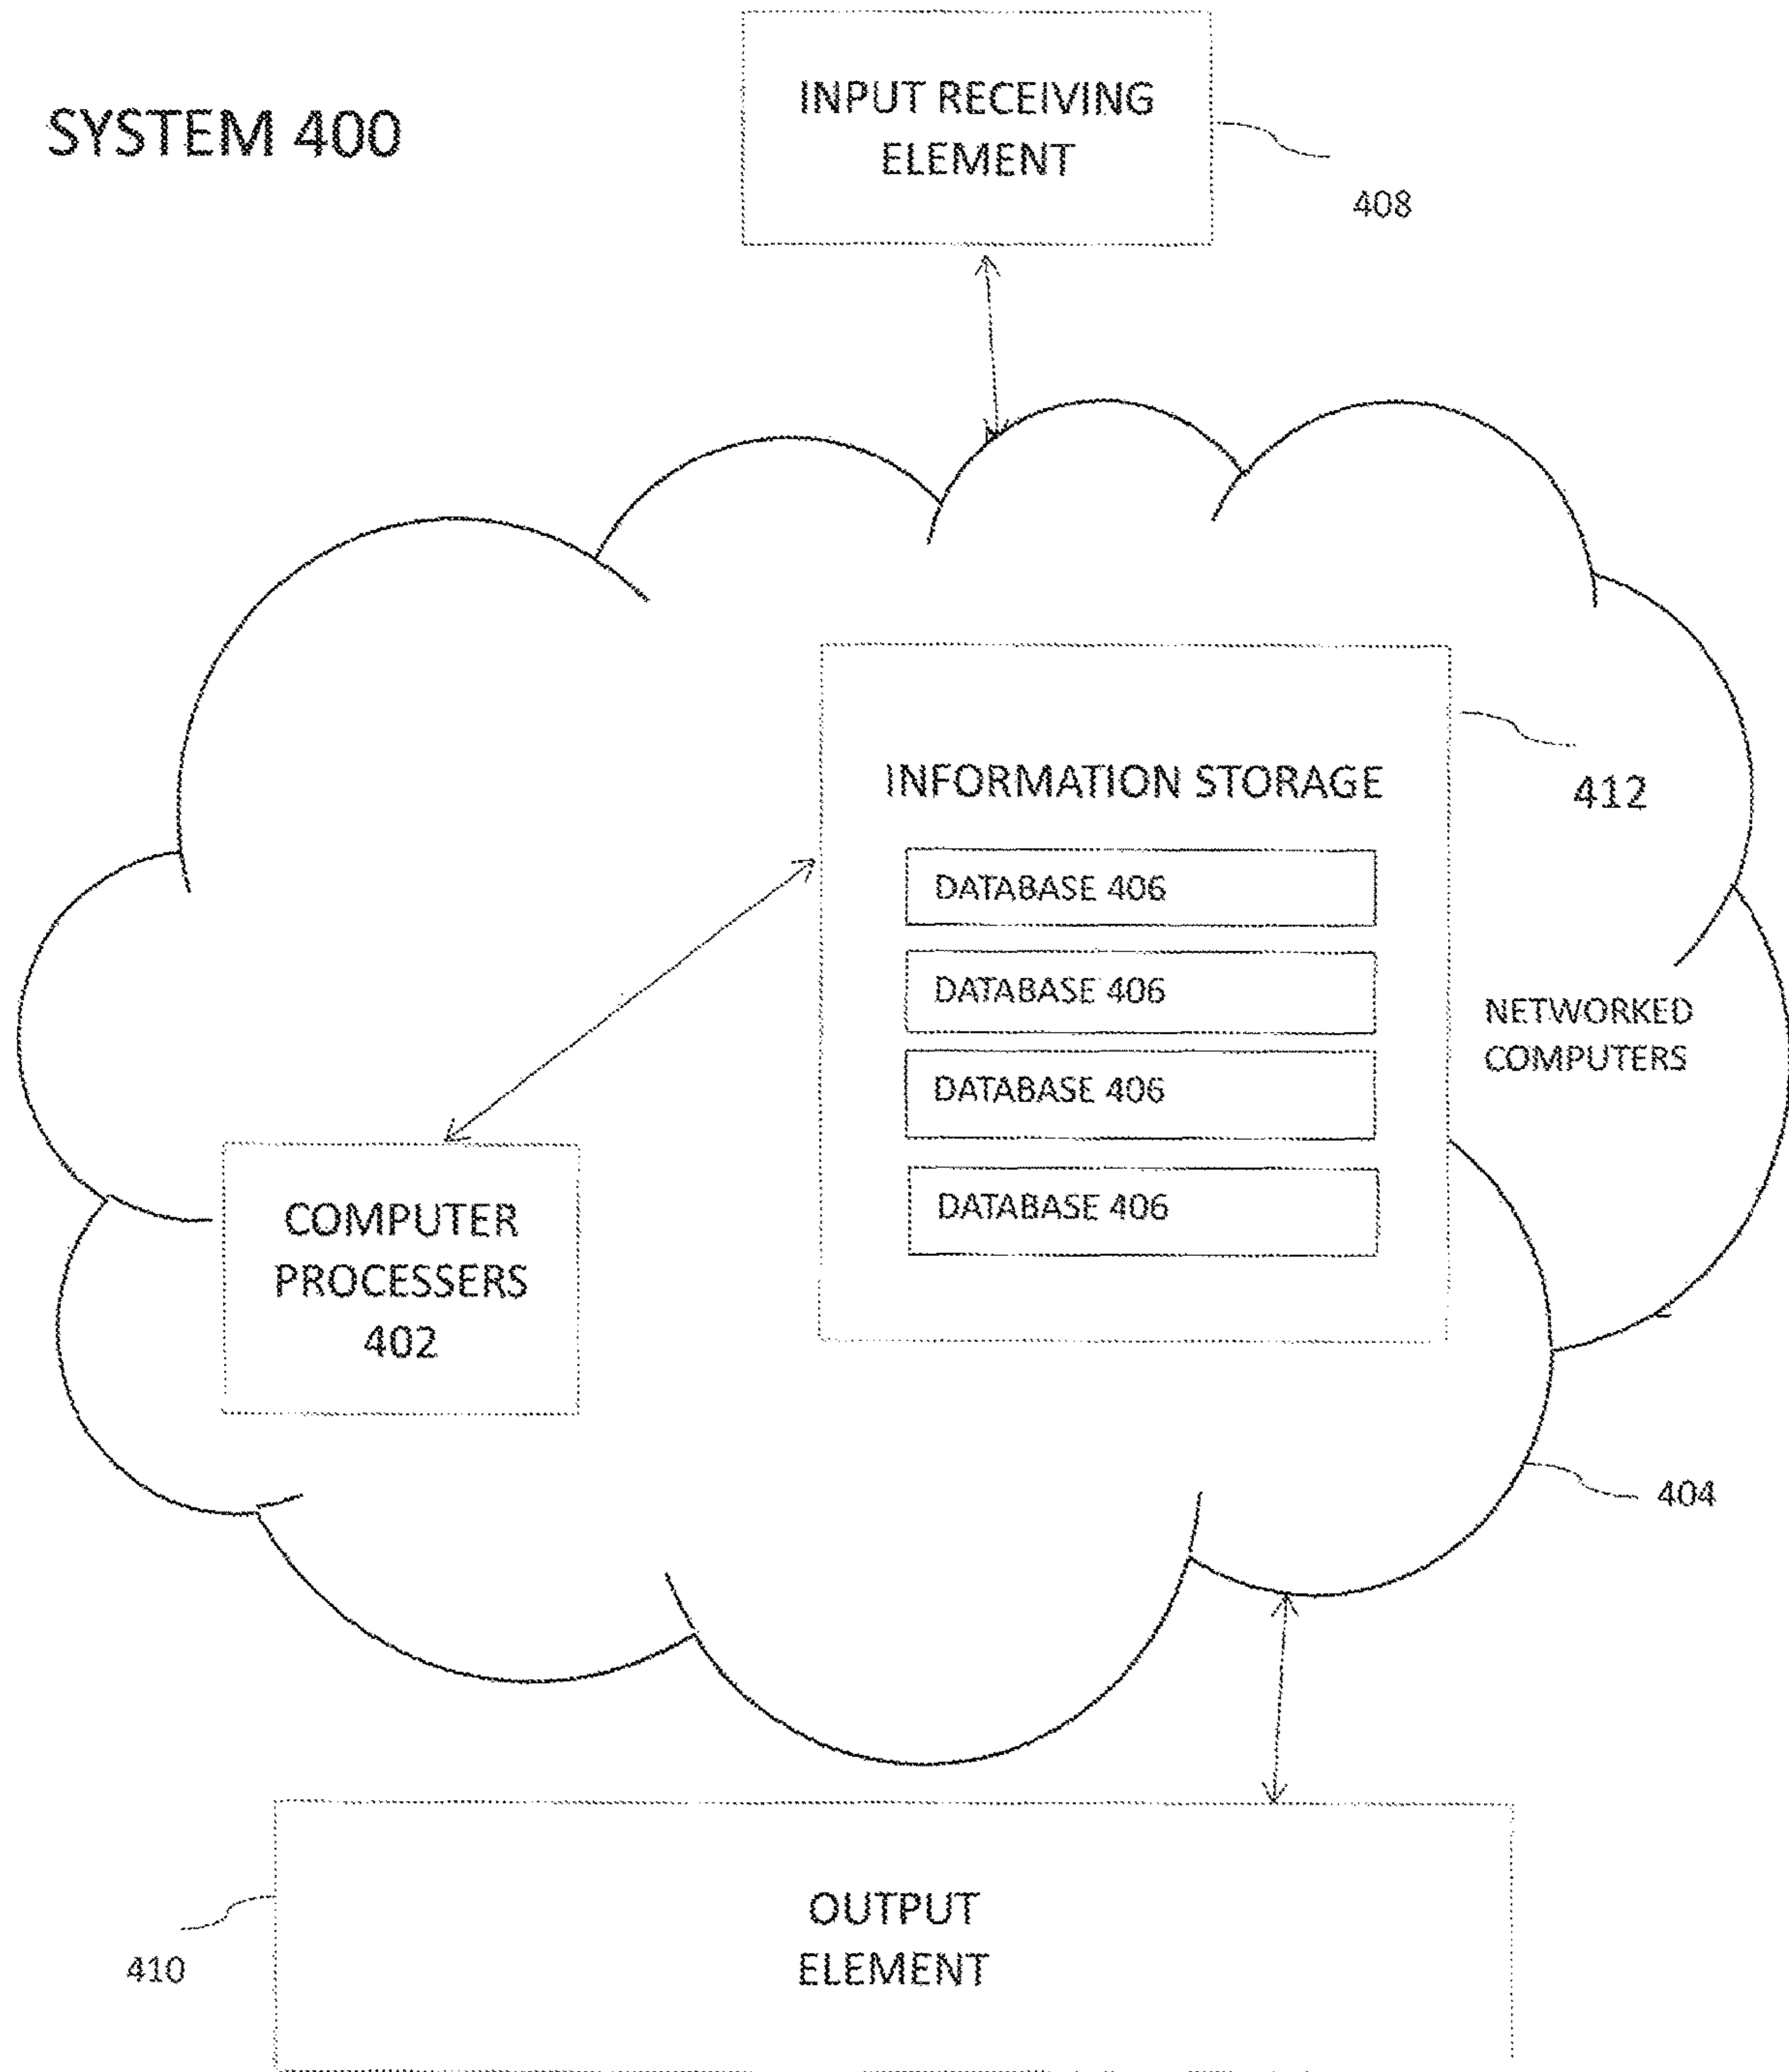 SYSTEM 400
INPUT RECEIVING
ELEMENT
408
INFORMATION STORAGE
412
DATABASE 406
DATABASE 406
DATABASE 406
DATABASE 406
NETWORKED
COMPUTERS
COMPUTER
PROCESSERS
402
404
OUTPUT
ELEMENT
410